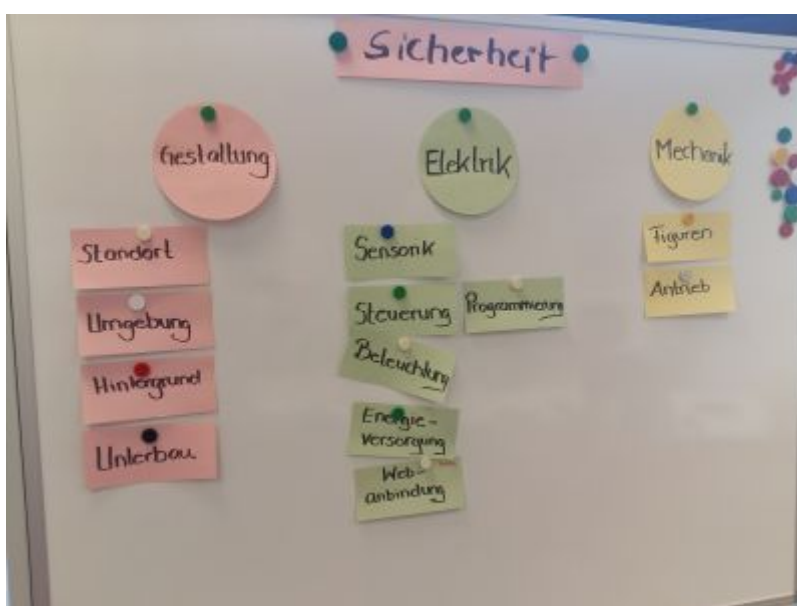 Sicherheit
Gestaltung
Elektrik
Mechanik
Standort
Umgebung
Hintergrund
Unterbau
Sensorik
Steuerung
Programmierung
Beleuchtung
Energie-
versorgung
Web-
anbindung
Figuren
Antrieb